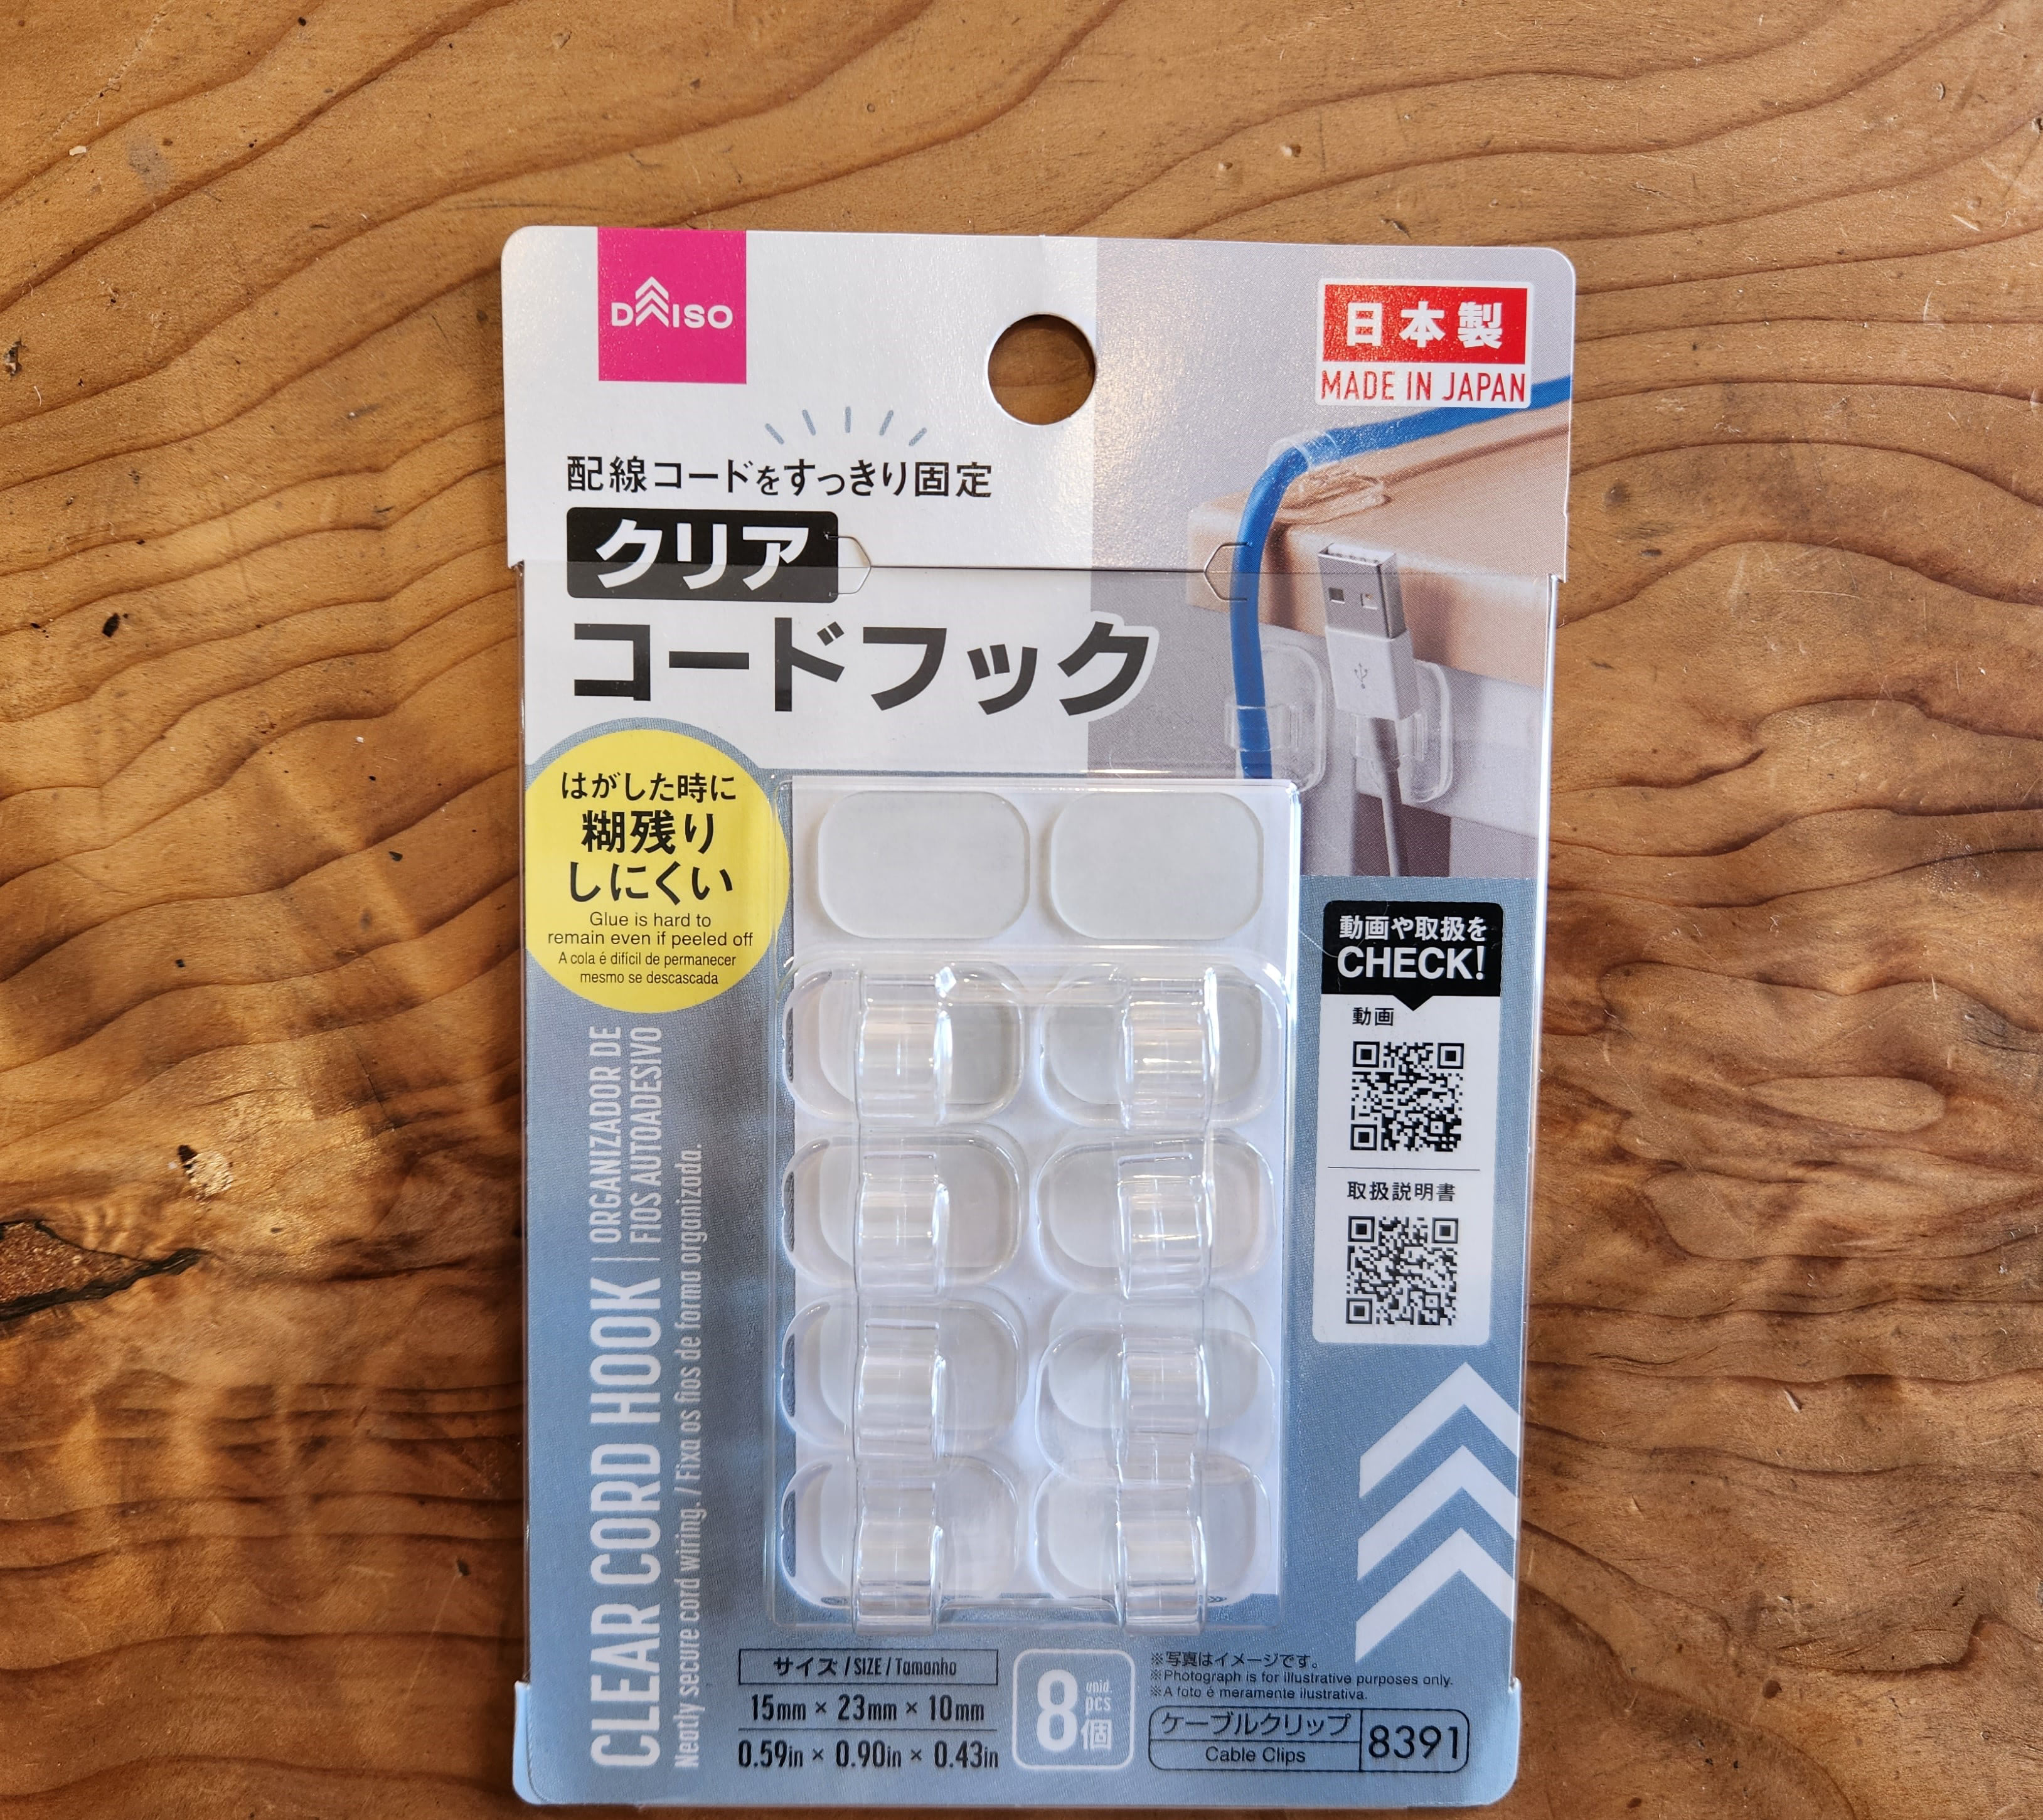 DAISO
日本製
MADE IN JAPAN
配線コードをすっきり固定
クリア
コードフック
はがした時に
糊残り
しにくい
Glue is hard to
remain even if peeled off
A cola é difícil de permanecer
mesmo se descascada
動画や取扱を
CHECK!
動画
取扱説明書
CLEAR CORD HOOK
ORGANIZADOR DE
FIOS AUTOADESIVO
Neatly secure cord wiring. / Fixa os fios de forma organizada.
サイズ / SIZE / Tamanho
15mm × 23mm × 10mm
0.59in × 0.90in × 0.43in
8 unid. pcs 個
※写真はイメージです。
※Photograph is for illustrative purposes only.
※A foto é meramente ilustrativa.
ケーブルクリップ
Cable Clips
8391